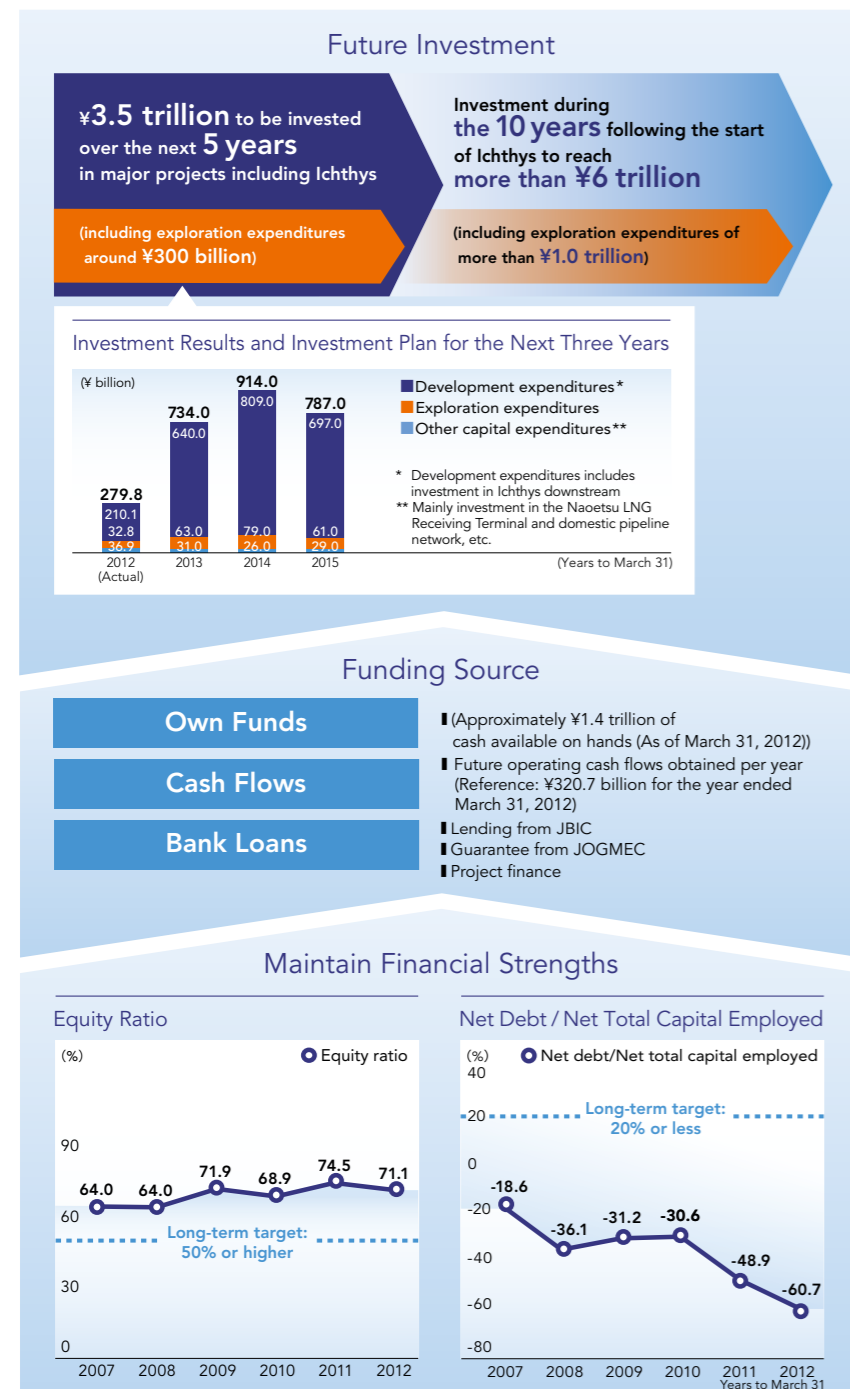 Future Investment
¥3.5 trillion to be invested
over the next 5 years
in major projects including Ichthys
(including exploration expenditures
around ¥300 billion)
Investment during
the 10 years following the start
of Ichthys to reach
more than ¥6 trillion
(including exploration expenditures of
more than ¥1.0 trillion)
Investment Results and Investment Plan for the Next Three Years
(¥ billion)
279.8
210.1
32.8
36.9
2012
(Actual)
734.0
640.0
63.0
31.0
2013
914.0
809.0
79.0
26.0
2014
787.0
697.0
61.0
29.0
2015
Development expenditures*
Exploration expenditures
Other capital expenditures**
* Development expenditures includes
investment in Ichthys downstream
** Mainly investment in the Naoetsu LNG
Receiving Terminal and domestic pipeline
network, etc.
(Years to March 31)
Funding Source
Own Funds
(Approximately ¥1.4 trillion of
cash available on hands (As of March 31, 2012))
Cash Flows
Future operating cash flows obtained per year
(Reference: ¥320.7 billion for the year ended
March 31, 2012)
Bank Loans
Lending from JBIC
Guarantee from JOGMEC
Project finance
Maintain Financial Strengths
Equity Ratio
(%)
Equity ratio
90
60
30
0
64.0 64.0 71.9 68.9 74.5 71.1
Long-term target:
50% or higher
2007 2008 2009 2010 2011 2012
Net Debt / Net Total Capital Employed
(%)
Net debt/Net total capital employed
40
20
0
-20
-40
-60
-80
Long-term target:
20% or less
-18.6 -36.1 -31.2 -30.6 -48.9 -60.7
2007 2008 2009 2010 2011 2012
Years to March 31